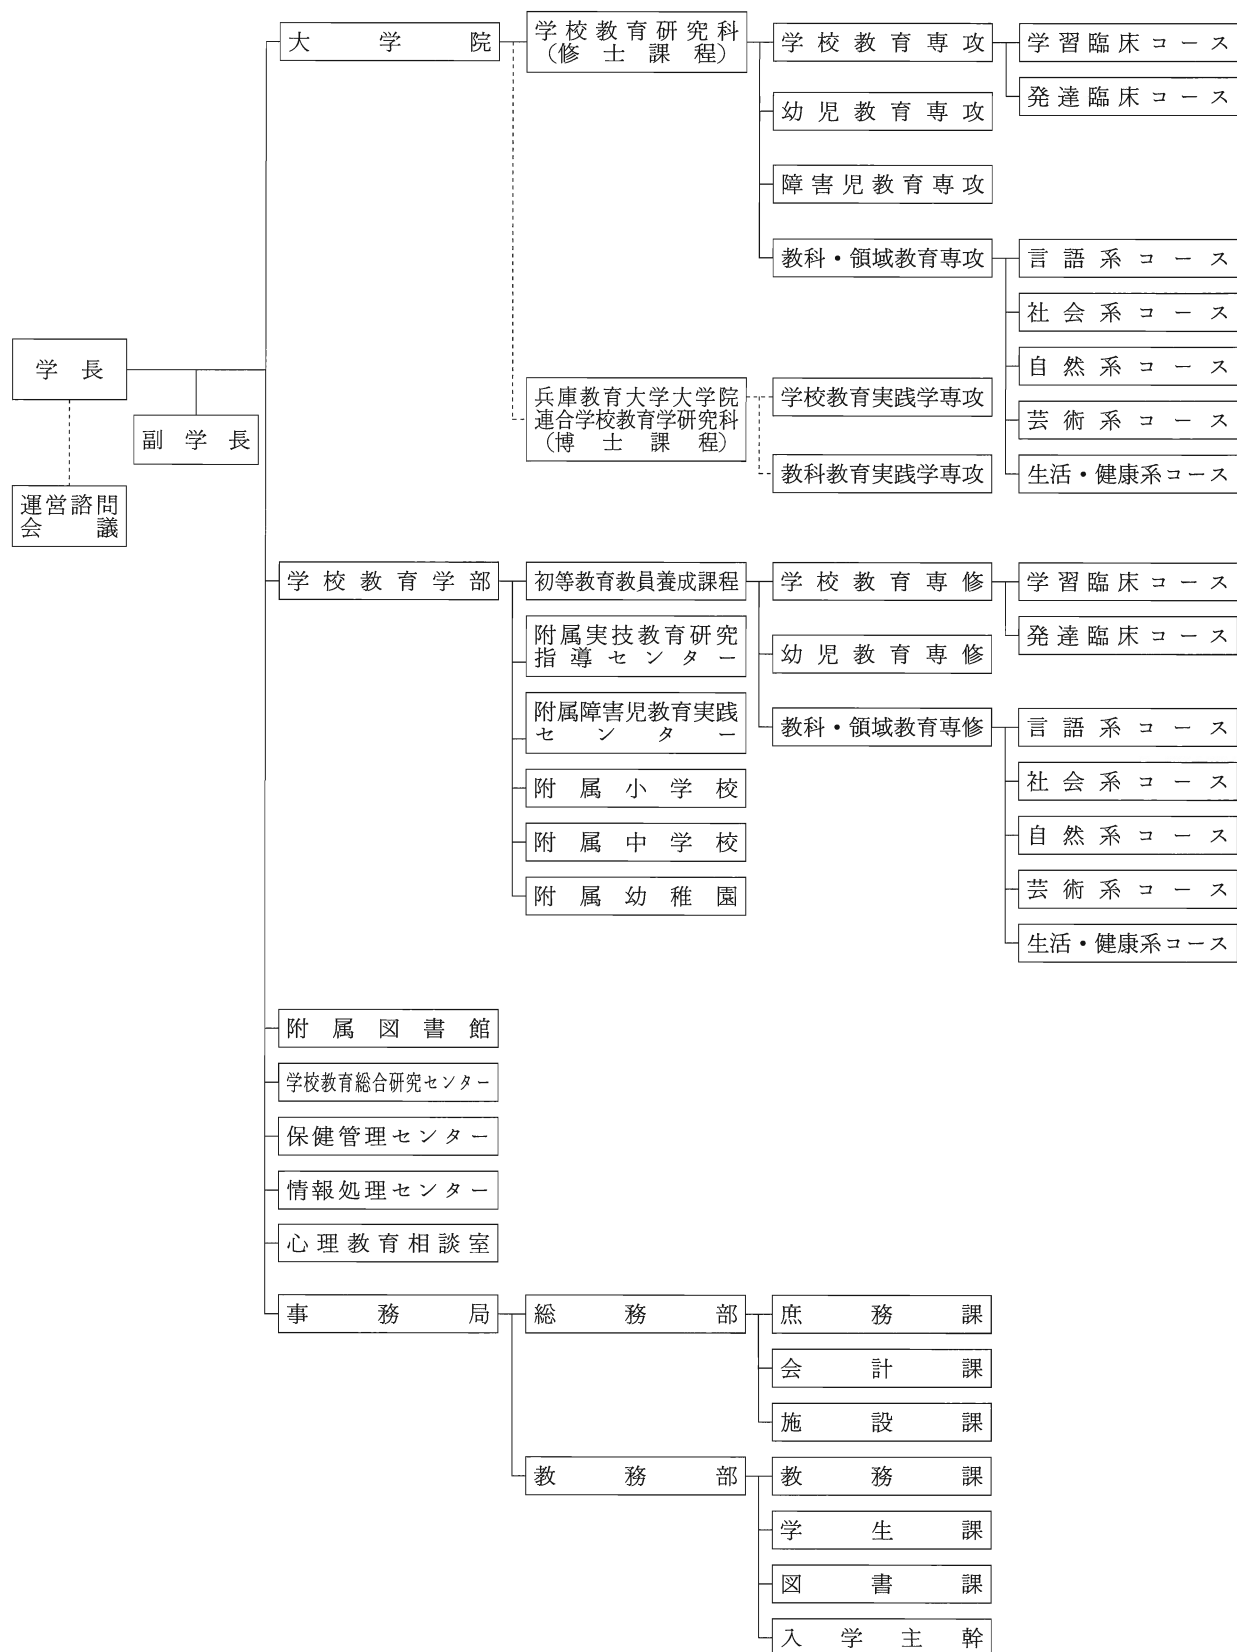 学長
副学長
運営諮問
会議
大学院
学校教育研究科
(修士課程)
学校教育専攻
学習臨床コース
発達臨床コース
幼児教育専攻
障害児教育専攻
教科・領域教育専攻
言語系コース
社会系コース
自然系コース
芸術系コース
生活・健康系コース
兵庫教育大学大学院
連合学校教育学研究科
(博士課程)
学校教育実践学専攻
教科教育実践学専攻
学校教育学部
初等教育教員養成課程
学校教育専修
学習臨床コース
発達臨床コース
幼児教育専修
教科・領域教育専修
言語系コース
社会系コース
自然系コース
芸術系コース
生活・健康系コース
附属実技教育研究
指導センター
附属障害児教育実践
センター
附属小学校
附属中学校
附属幼稚園
附属図書館
学校教育総合研究センター
保健管理センター
情報処理センター
心理教育相談室
事務局
総務部
庶務課
会計課
施設課
教務部
教務課
学生課
図書課
入学主幹